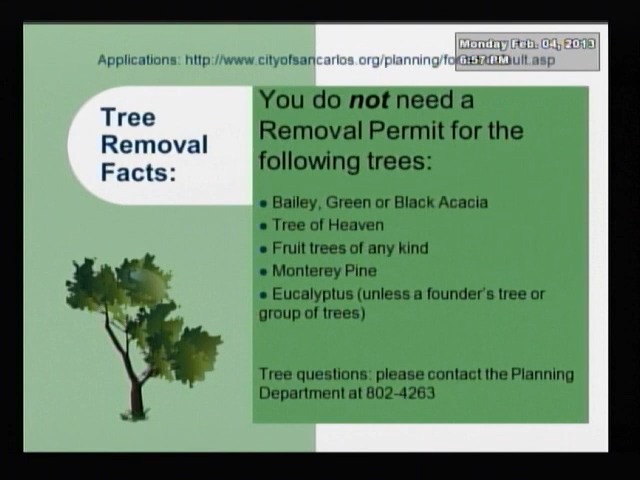 Applications: http://www.cityofsancarlos.org/planning/fo ult.asp
Monday Feb. 04, 2013
6:57 PM
Tree
Removal
Facts:
You do not need a
Removal Permit for the
following trees:
• Bailey, Green or Black Acacia
• Tree of Heaven
• Fruit trees of any kind
• Monterey Pine
• Eucalyptus (unless a founder's tree or
group of trees)
Tree questions: please contact the Planning
Department at 802-4263